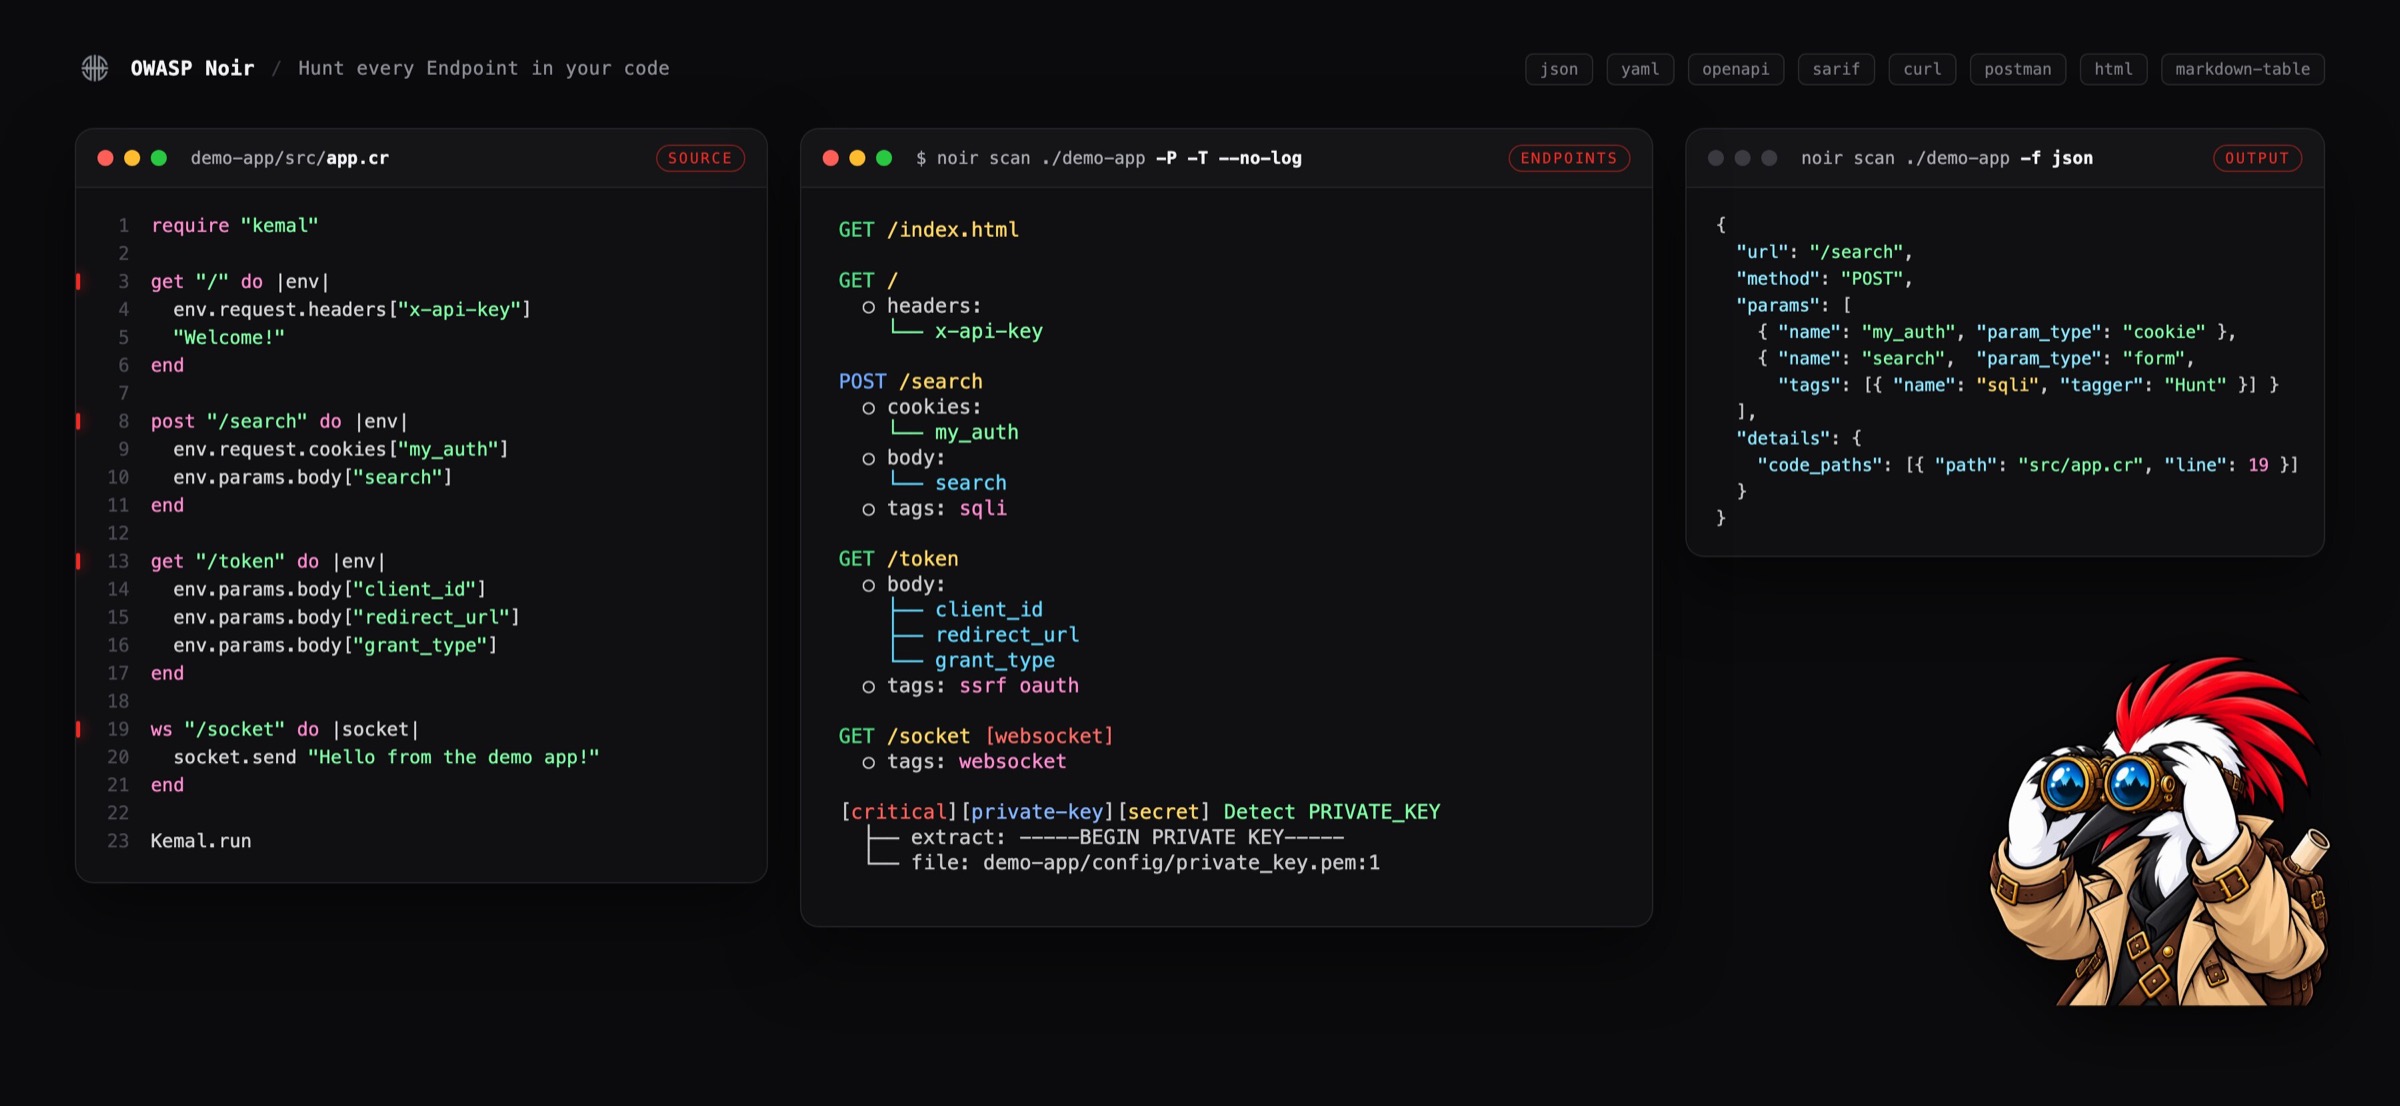 OWASP Noir / Hunt every Endpoint in your code
json yaml openapi sarif curl postman html markdown-table
demo-app/src/app.cr SOURCE
1 require "kemal"
2
3 get "/" do |env|
4   env.request.headers["x-api-key"]
5   "Welcome!"
6 end
7
8 post "/search" do |env|
9   env.request.cookies["my_auth"]
10   env.params.body["search"]
11 end
12
13 get "/token" do |env|
14   env.params.body["client_id"]
15   env.params.body["redirect_url"]
16   env.params.body["grant_type"]
17 end
18
19 ws "/socket" do |socket|
20   socket.send "Hello from the demo app!"
21 end
22
23 Kemal.run
$ noir scan ./demo-app -P -T --no-log ENDPOINTS
GET /index.html
GET /
  ○ headers:
    └── x-api-key
POST /search
  ○ cookies:
    └── my_auth
  ○ body:
    └── search
  ○ tags: sqli
GET /token
  ○ body:
    ├── client_id
    ├── redirect_url
    └── grant_type
  ○ tags: ssrf oauth
GET /socket [websocket]
  ○ tags: websocket
[critical][private-key][secret] Detect PRIVATE_KEY
  ├── extract: -----BEGIN PRIVATE KEY-----
  └── file: demo-app/config/private_key.pem:1
noir scan ./demo-app -f json OUTPUT
{
  "url": "/search",
  "method": "POST",
  "params": [
    { "name": "my_auth", "param_type": "cookie" },
    { "name": "search",  "param_type": "form",
      "tags": [{ "name": "sqli", "tagger": "Hunt" }] }
  ],
  "details": {
    "code_paths": [{ "path": "src/app.cr", "line": 19 }]
  }
}